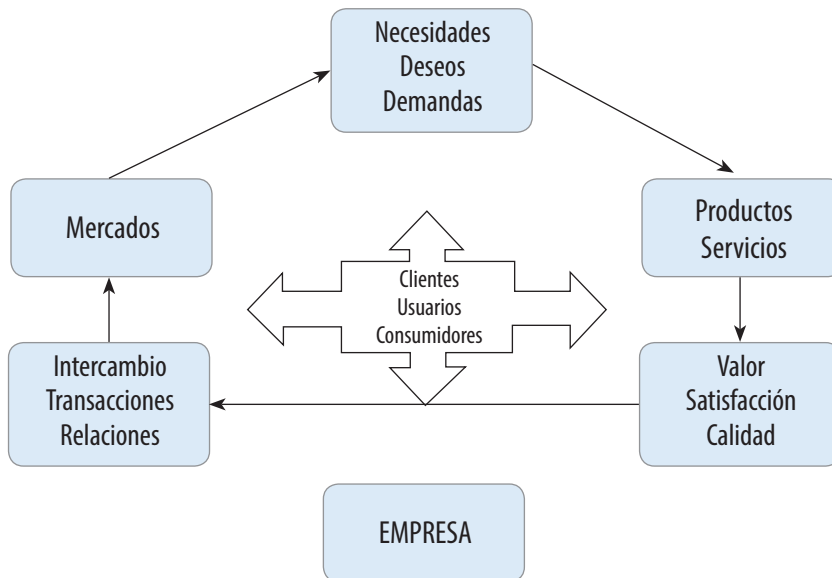 Necesidades
Deseos
Demandas
Mercados
Productos
Servicios
Clientes
Usuarios
Consumidores
Intercambio
Transacciones
Relaciones
Valor
Satisfacción
Calidad
EMPRESA